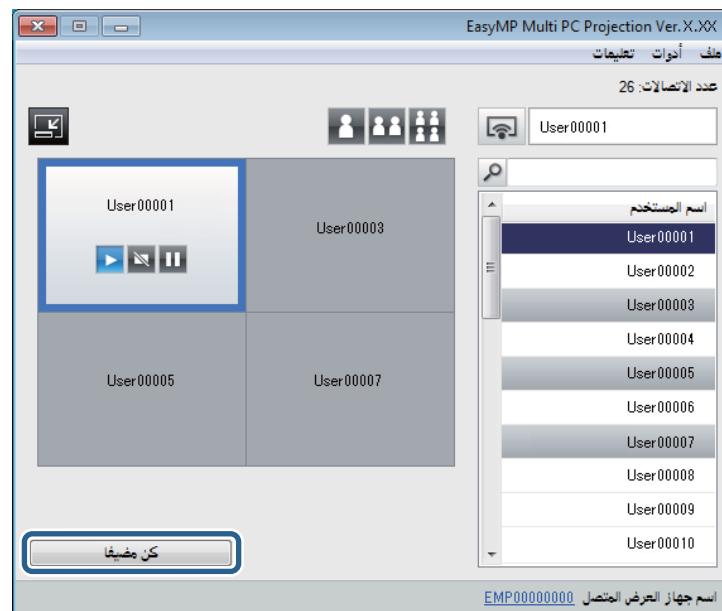 EasyMP Multi PC Projection Ver.X.XX
ملف أدوات تعليمات
عدد الاتصالات: 26
User00001
اسم المستخدم
User00001
User00002
User00003
User00004
User00005
User00006
User00007
User00008
User00009
User00010
User00001
User00003
User00005
User00007
كن مضيفا
اسم جهاز العرض المتصل EMP00000000